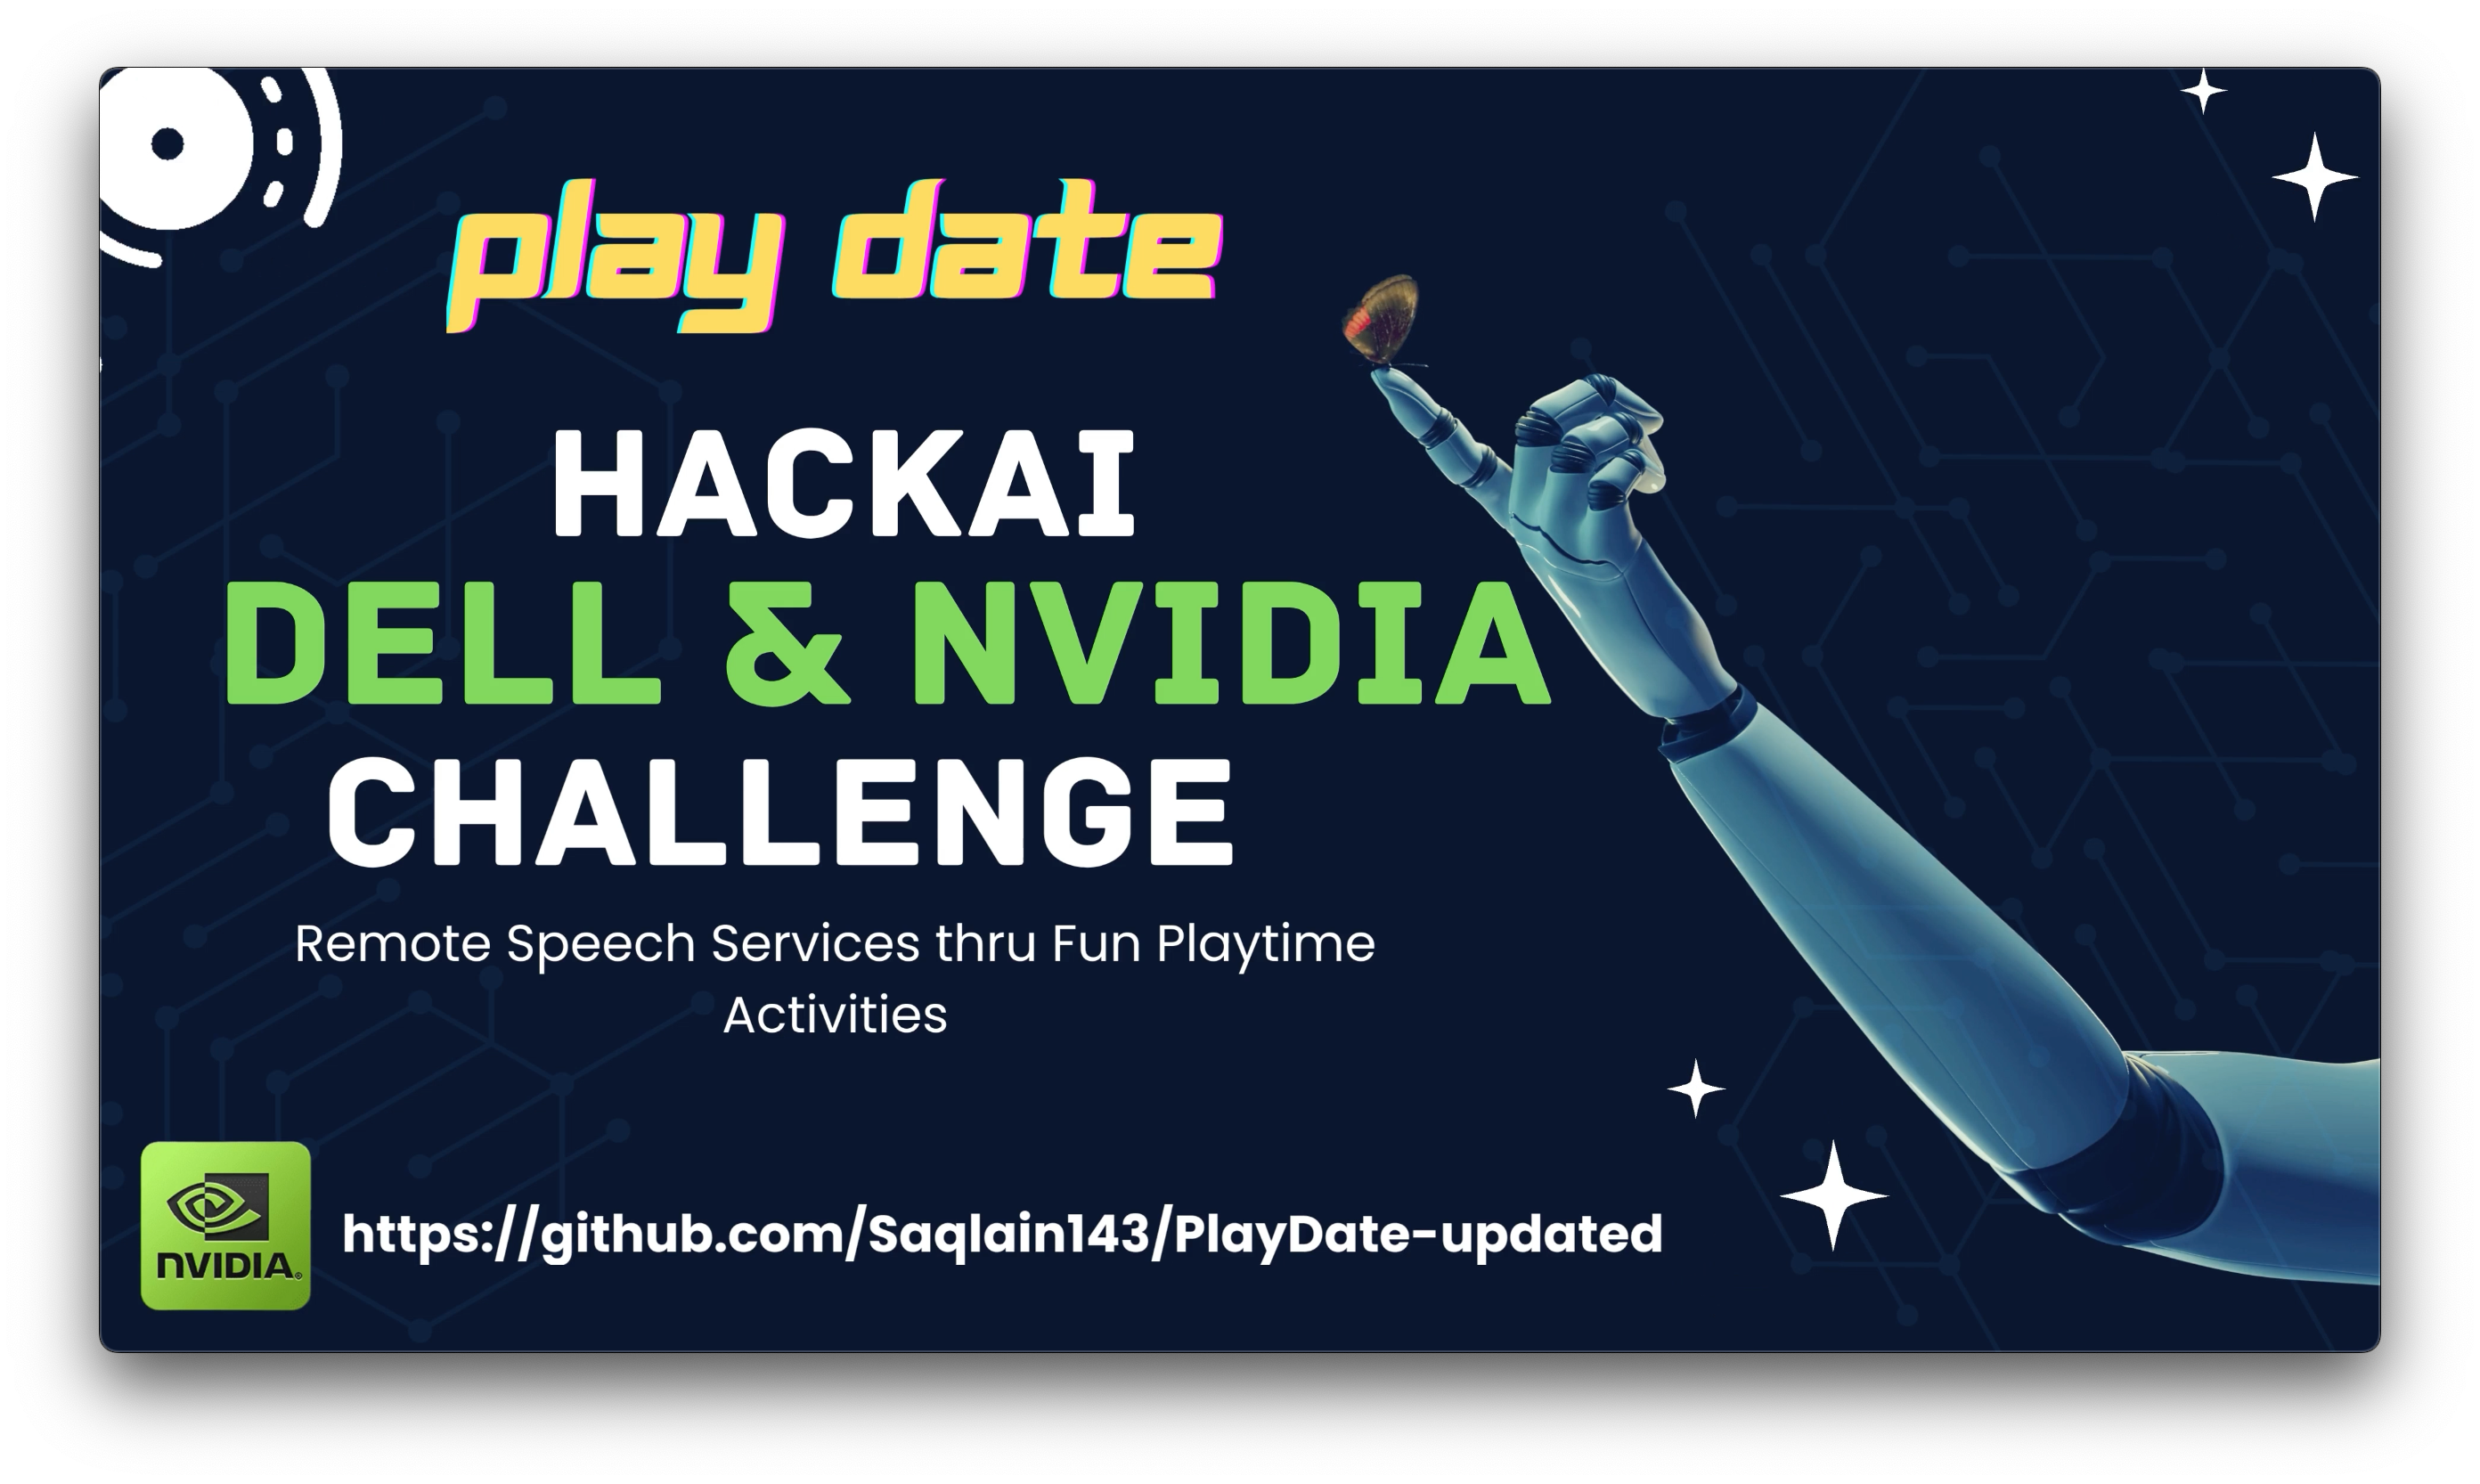 play date
HACKAI
DELL & NVIDIA
CHALLENGE
Remote Speech Services thru Fun Playtime
Activities
NVIDIA®
https://github.com/Saqlain143/PlayDate-updated